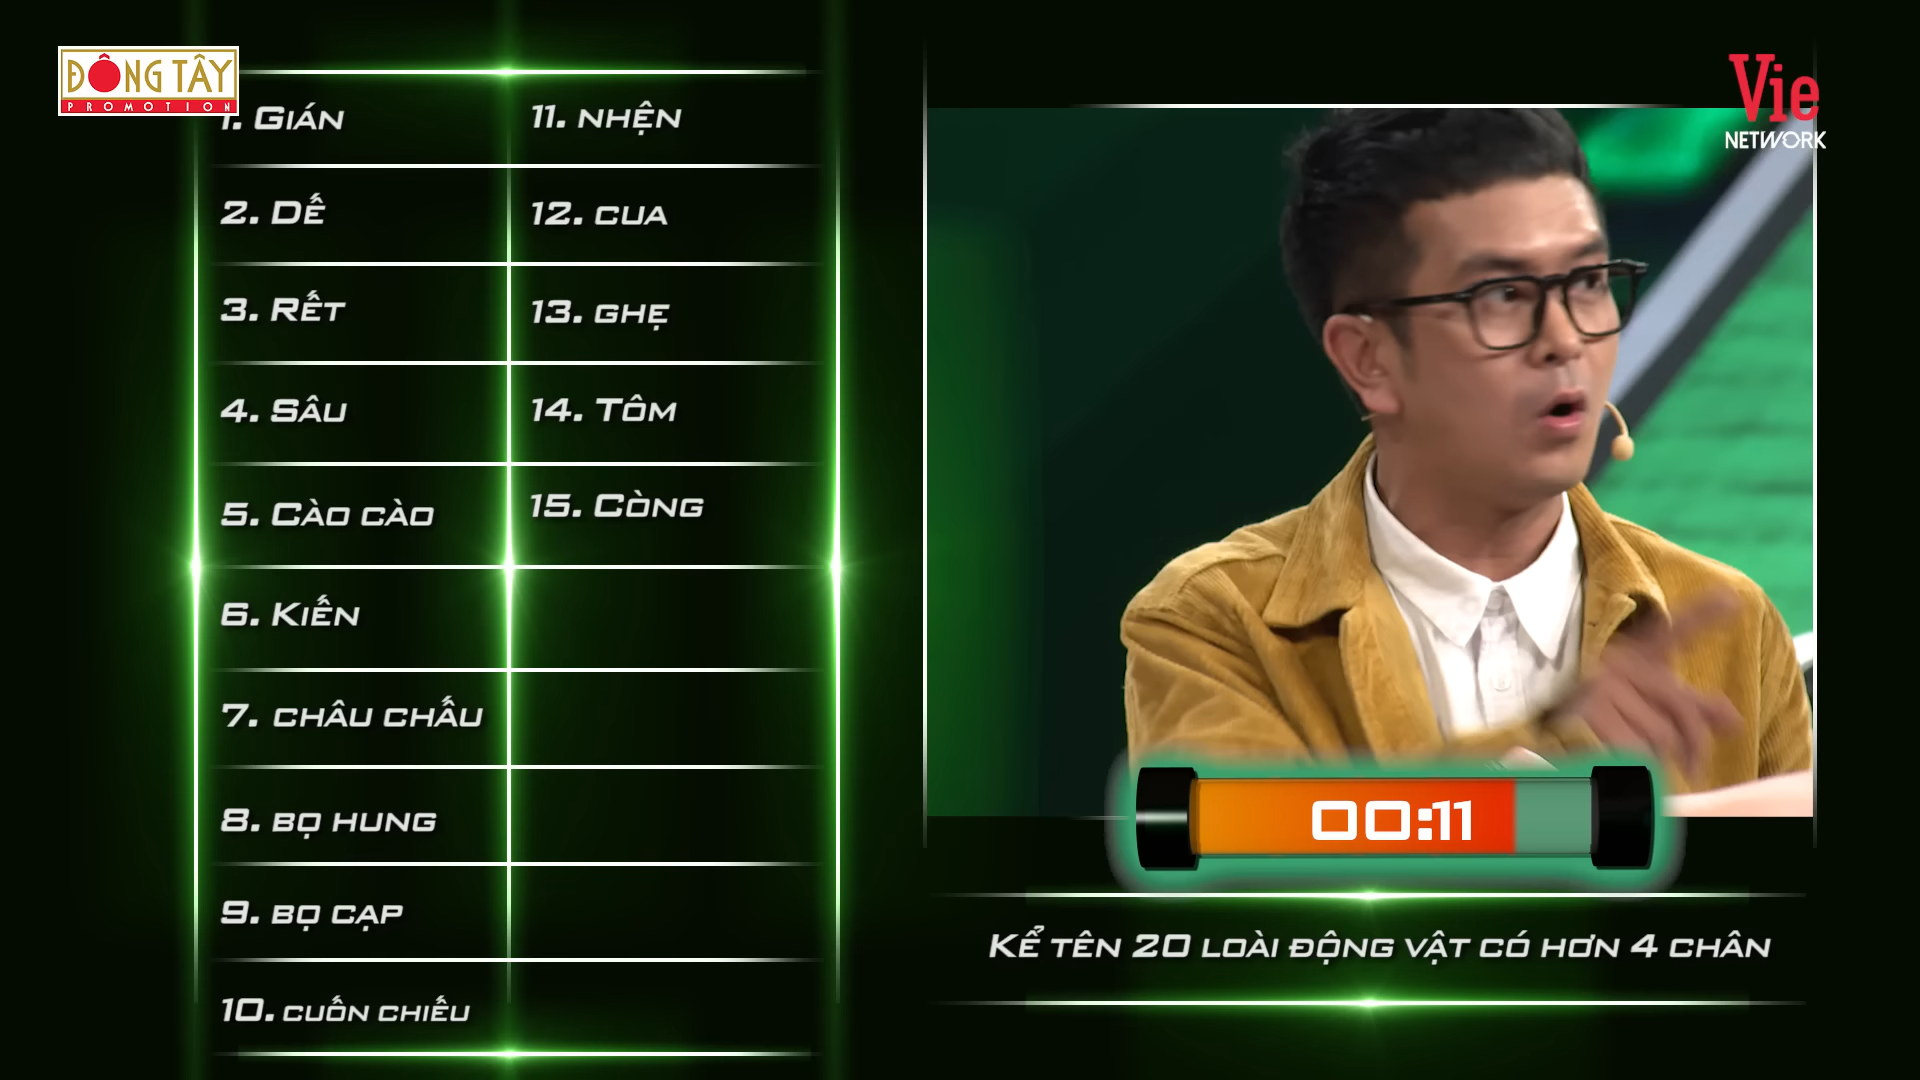 ĐÔNG TÂY
PROMOTION
1. GIÁN
2. DẾ
3. RẾT
4. SÂU
5. CÀO CÀO
6. KIẾN
7. CHÂU CHẤU
8. BỌ HUNG
9. BỌ CẠP
10. CUỐN CHIẾU
11. NHỆN
12. CUA
13. GHẸ
14. TÔM
15. CÒNG
Vie
NETWORK
00:11
KỂ TÊN 20 LOÀI ĐỘNG VẬT CÓ HƠN 4 CHÂN